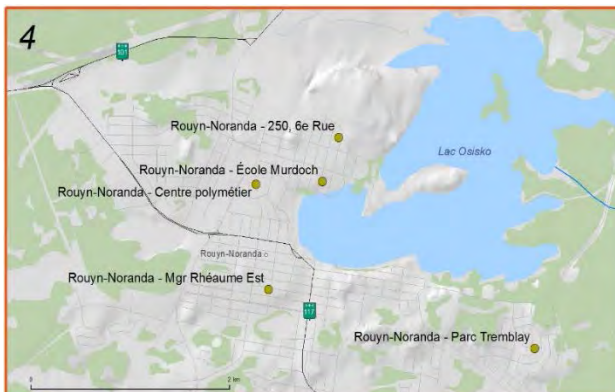 4
101
Rouyn-Noranda - 250, 6e Rue
Lac Osisko
Rouyn-Noranda - École Murdoch
Rouyn-Noranda - Centre polymétier
Rouyn-Noranda
Rouyn-Noranda - Mgr Rhéaume Est
117
Rouyn-Noranda - Parc Tremblay
0
2 km